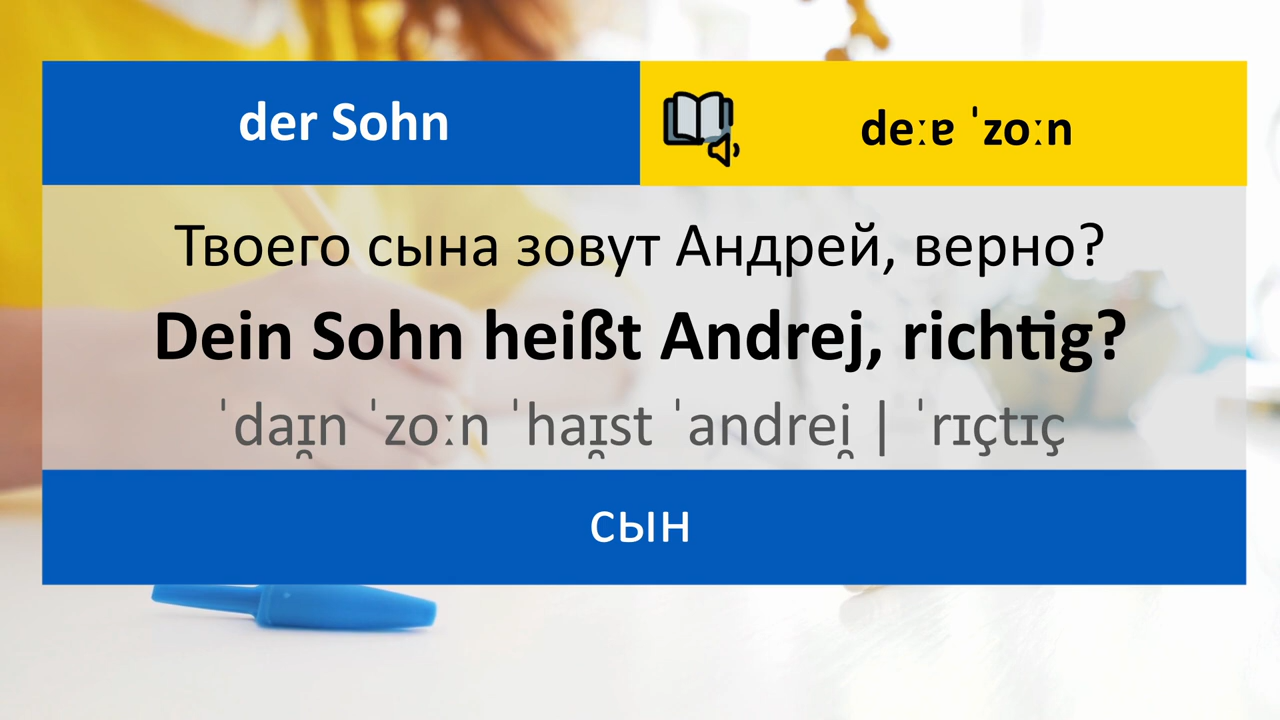 der Sohn
deːɐ ˈzoːn
Твоего сына зовут Андрей, верно?
Dein Sohn heißt Andrej, richtig?
ˈdaɪ̯n ˈzoːn ˈhaɪ̯st ˈandrei̯ | ˈrɪçtɪç
сын